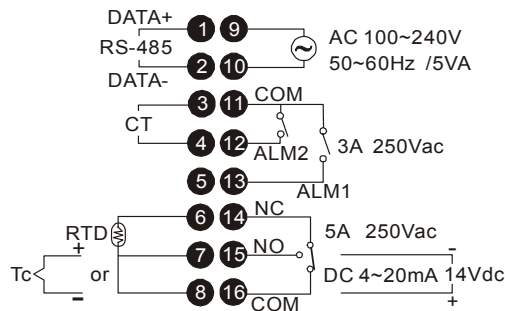 DATA+ 1 9
RS-485 AC 100~240V
2 10 50~60Hz /5VA
DATA-
3 11 COM
CT
4 12 ALM2 3A 250Vac
5 13 ALM1
6 14 NC
RTD 5A 250Vac
+ 7 15 NO -
Tc or DC 4~20mA 14Vdc
- 8 16 COM +